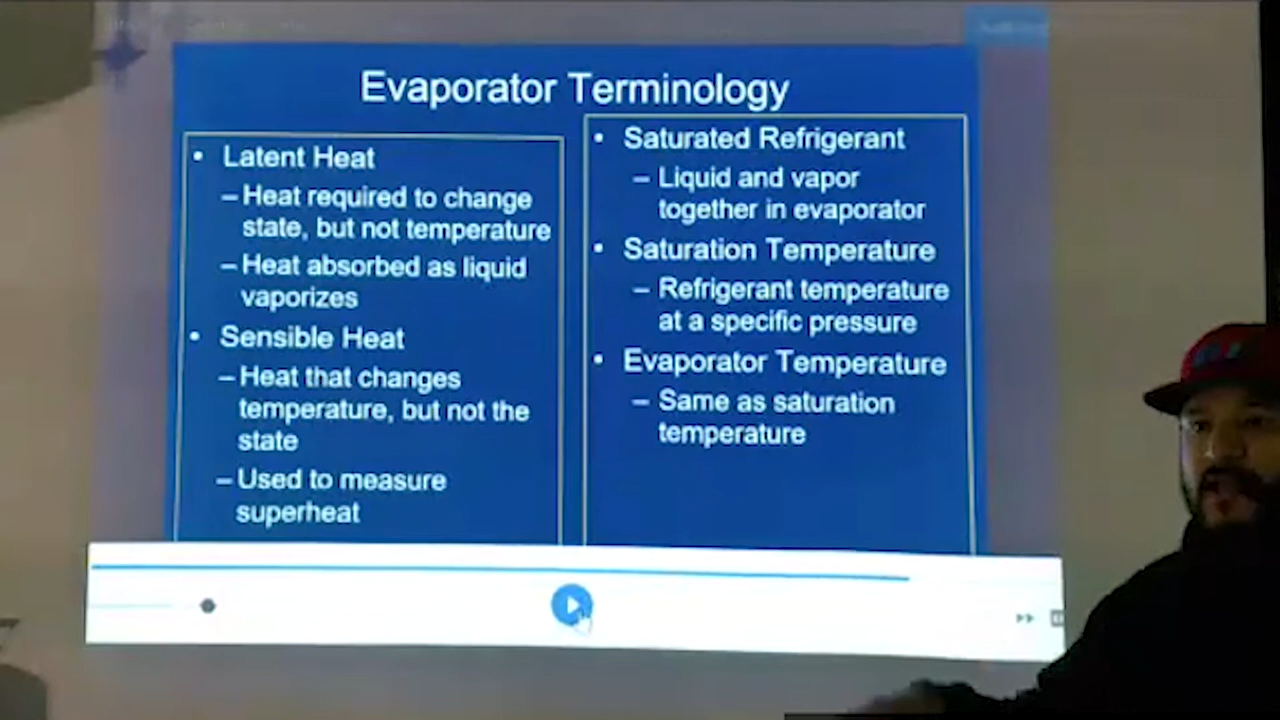 Evaporator Terminology
• Latent Heat
– Heat required to change
state, but not temperature
– Heat absorbed as liquid
vaporizes
• Sensible Heat
– Heat that changes
temperature, but not the
state
– Used to measure
superheat
• Saturated Refrigerant
– Liquid and vapor
together in evaporator
• Saturation Temperature
– Refrigerant temperature
at a specific pressure
• Evaporator Temperature
– Same as saturation
temperature